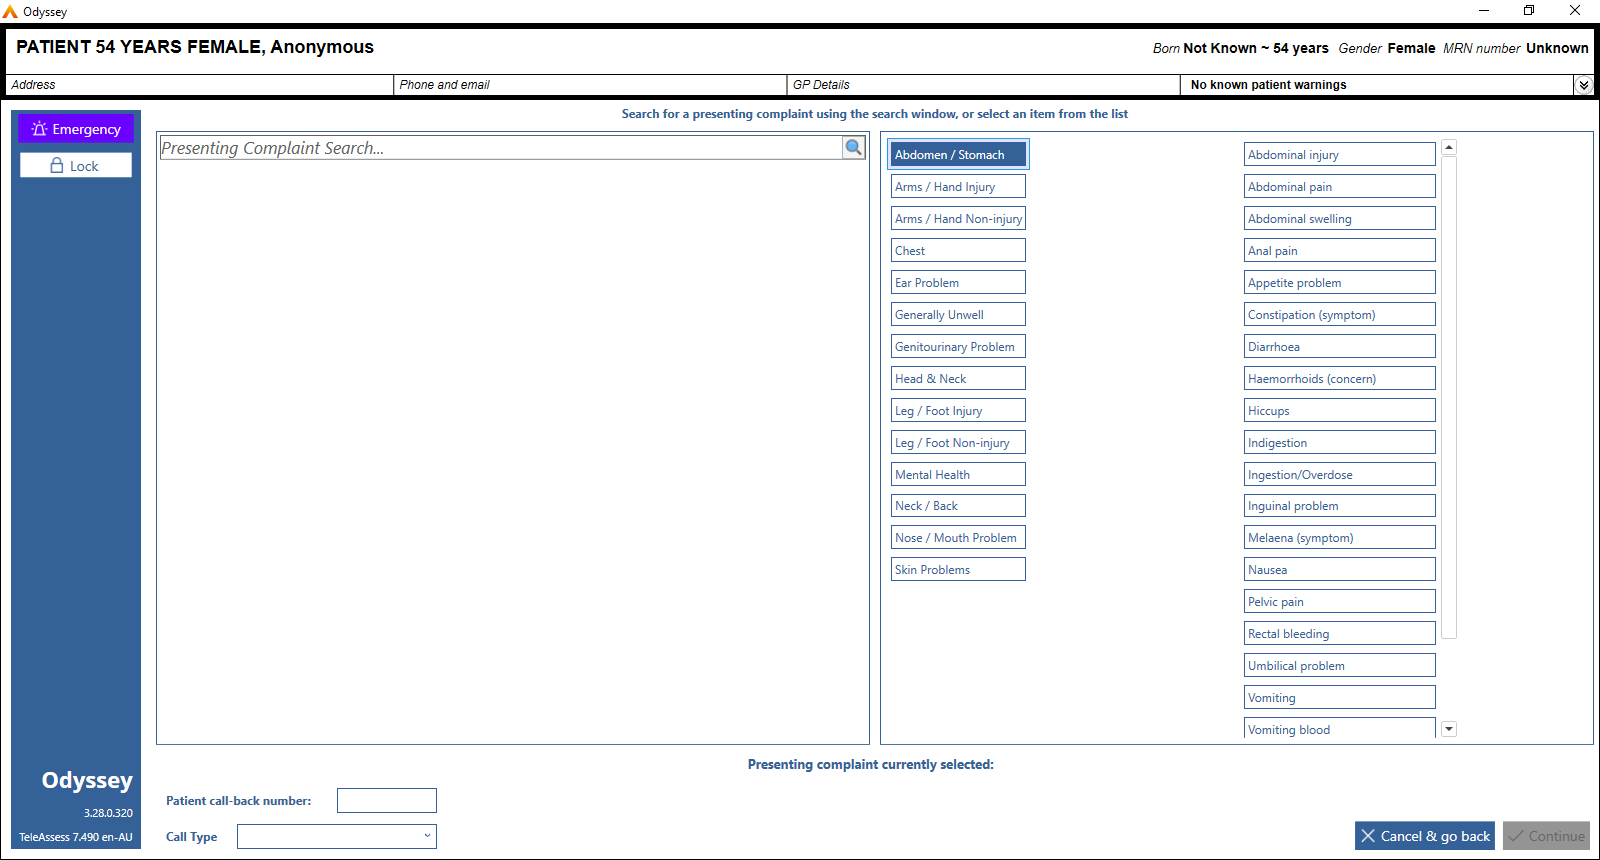 Odyssey
PATIENT 54 YEARS FEMALE, Anonymous
Born Not Known ~ 54 years Gender Female MRN number Unknown
Address
Phone and email
GP Details
No known patient warnings
Emergency
Lock
Search for a presenting complaint using the search window, or select an item from the list
Presenting Complaint Search...
Abdomen / Stomach
Arms / Hand Injury
Arms / Hand Non-injury
Chest
Ear Problem
Generally Unwell
Genitourinary Problem
Head & Neck
Leg / Foot Injury
Leg / Foot Non-injury
Mental Health
Neck / Back
Nose / Mouth Problem
Skin Problems
Abdominal injury
Abdominal pain
Abdominal swelling
Anal pain
Appetite problem
Constipation (symptom)
Diarrhoea
Haemorrhoids (concern)
Hiccups
Indigestion
Ingestion/Overdose
Inguinal problem
Melaena (symptom)
Nausea
Pelvic pain
Rectal bleeding
Umbilical problem
Vomiting
Vomiting blood
Presenting complaint currently selected:
Odyssey
3.28.0.320
TeleAssess 7.490 en-AU
Patient call-back number:
Call Type
Cancel & go back
Continue